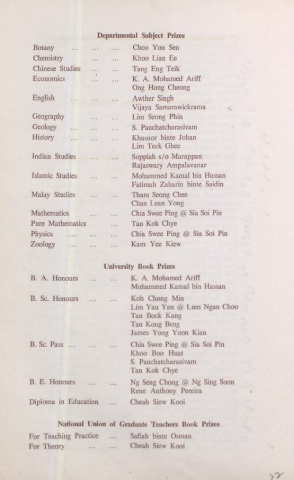 Departmental Subject Prizes
Botany ... ... ... Choo Yon Sen
Chemistry ... ... Khoo Lian Ee
Chinese Studies ... ... Tang Eng Teik
Economics ... ... K. A. Mohamed Ariff
Ong Hong Cheong
English ... ... Awther Singh
Vijaya Samarawickrama
Geography ... ... Lim Seong Phin
Geology ... ... ... S. Panchatcharasivam
History ... ... ... Khasnor binte Johan
Lim Teck Ghee
Indian Studies ... ... Suppiah s/o Marappan
Rajaswary Ampalavanar
Islamic Studies ... ... Mohammed Kamal bin Hassan
Fatimah Zaharin binte Saidin
Malay Studies ... ... Tham Seong Chee
Chan Lean Yong
Mathematics ... ... Chia Swee Ping @ Sia Soi Pin
Pure Mathematics ... Tan Kok Chye
Physics ... ... ... Chia Swee Ping @ Sia Soi Pin
Zoology ... ... ... Kam Yee Kiew
University Book Prizes
B. A. Honours ... ... K. A. Mohamed Ariff
Mohammed Kamal bin Hassan
B. Sc. Honours ... ... Koh Chong Min
Lim Yau Yan @ Lum Ngan Choo
Tan Bock Kang
Tan Kong Beng
James Yong Yoon Kian
B. Sc. Pass ... ... ... Chia Swee Ping @ Sia Soi Pin
Khoo Boo Huat
S. Panchatcharasivam
Tan Kok Chye
B. E. Honours ... ... Ng Seng Chong @ Ng Sing Soon
Rene Anthony Pereira
Diploma in Education ... Cheah Siew Kooi
National Union of Graduate Teachers Book Prizes
For Teaching Practice ... Safiah binte Osman
For Theory ... ... Cheah Siew Kooi